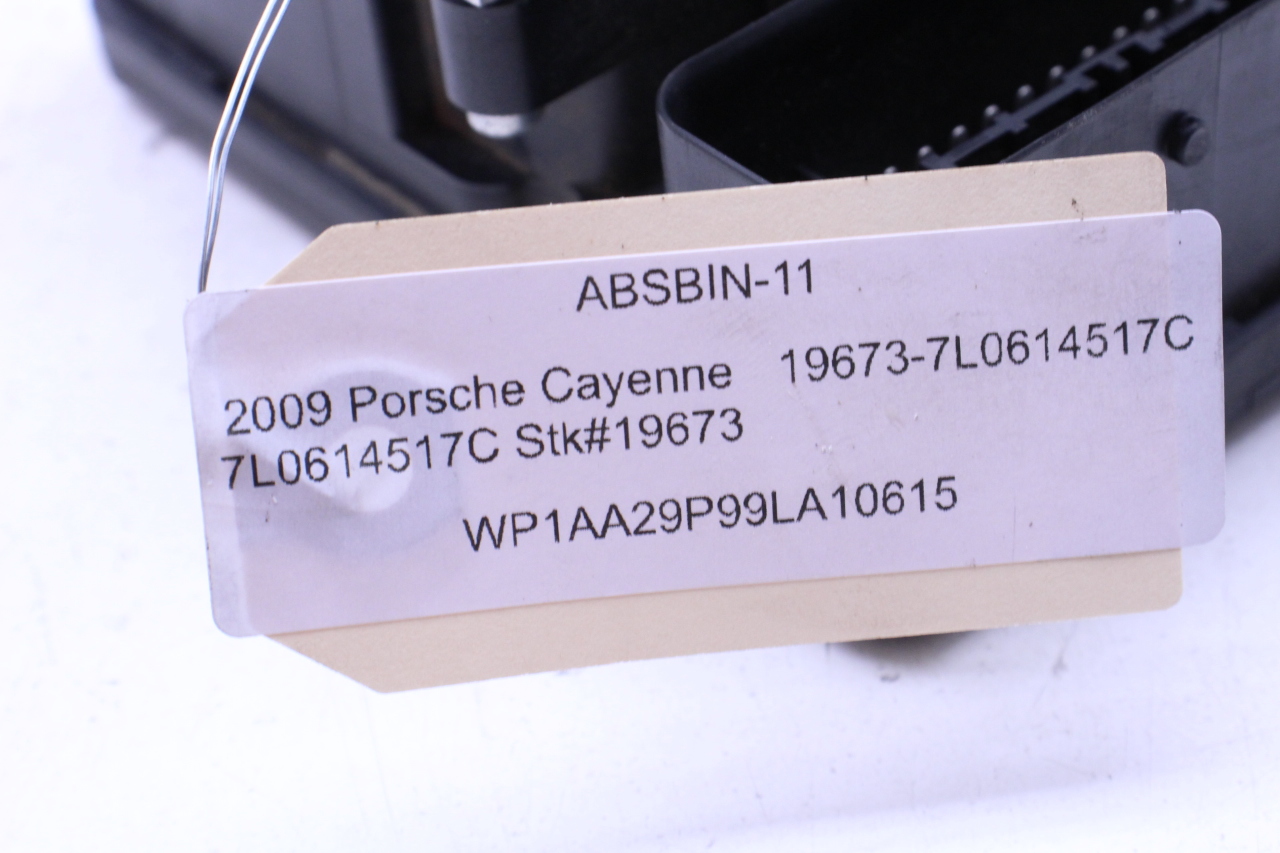 ABSBIN-11
2009 Porsche Cayenne 19673-7L0614517C
7L0614517C Stk#19673
WP1AA29P99LA10615